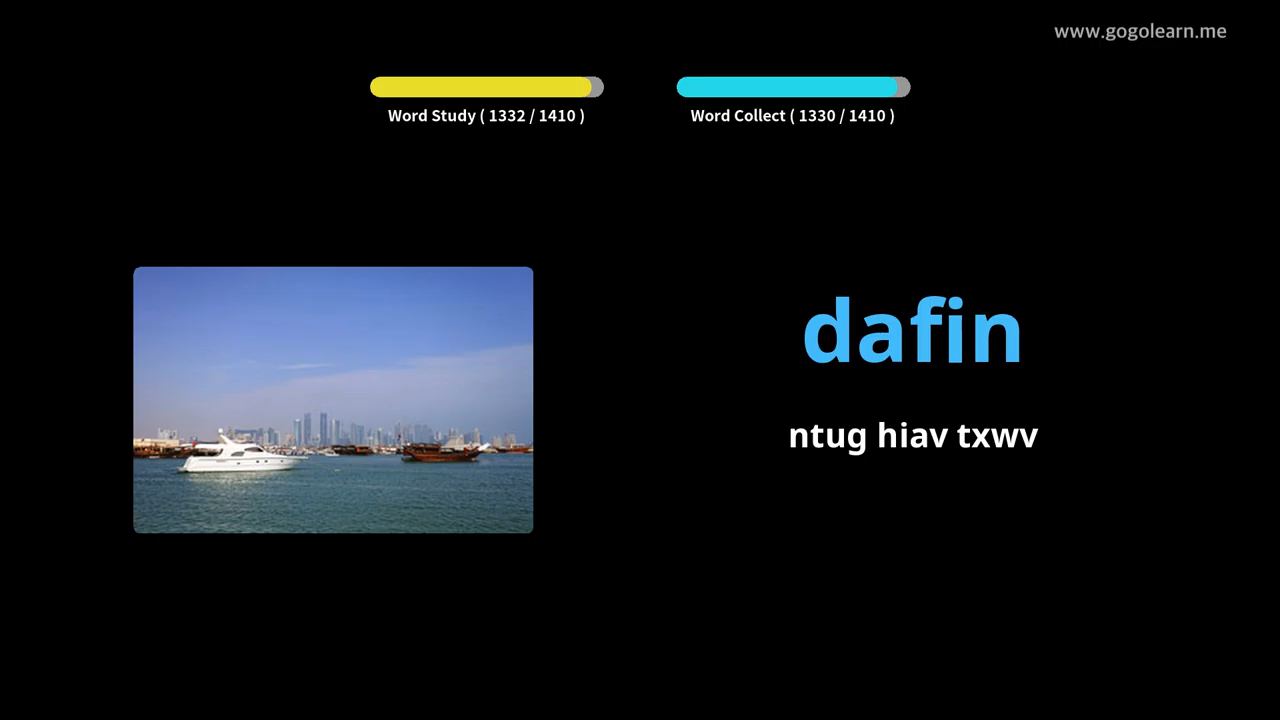 www.gogolearn.me
Word Study ( 1332 / 1410 )
Word Collect ( 1330 / 1410 )
dafin
ntug hiav txwv